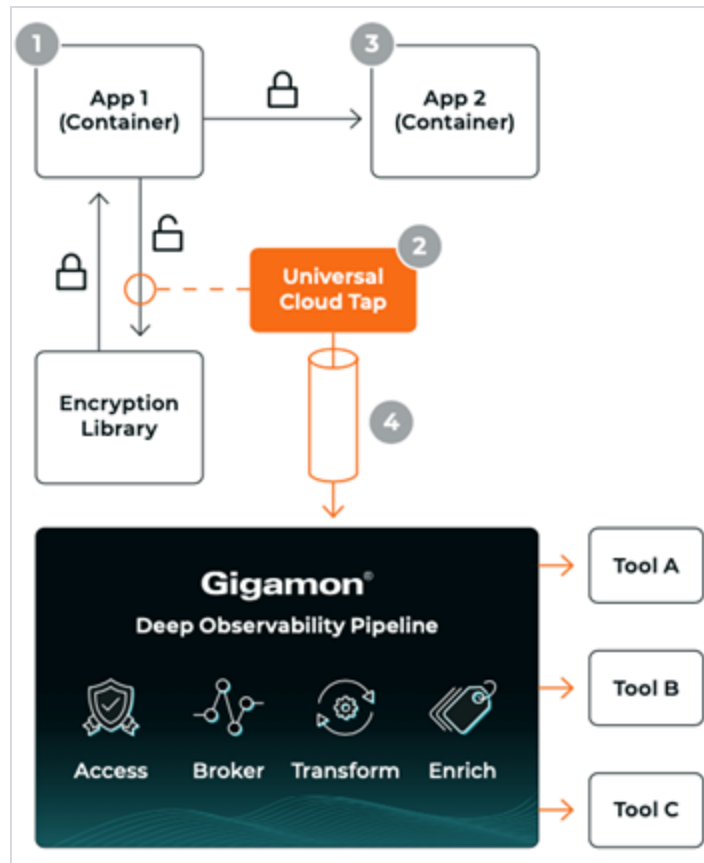 1
App 1
(Container)
3
App 2
(Container)
2
Universal
Cloud Tap
Encryption
Library
4
Gigamon®
Deep Observability Pipeline
Access
Broker
Transform
Enrich
Tool A
Tool B
Tool C